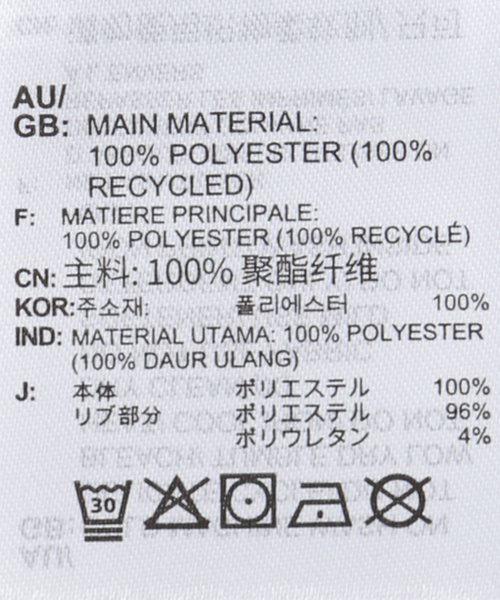 AU/
GB: MAIN MATERIAL:
100% POLYESTER (100%
RECYCLED)
F: MATIERE PRINCIPALE:
100% POLYESTER (100% RECYCLÉ)
CN: 主料: 100% 聚酯纤维
KOR: 주소재: 폴리에스터 100%
IND: MATERIAL UTAMA: 100% POLYESTER
(100% DAUR ULANG)
J: 本体 ポリエステル 100%
リブ部分 ポリエステル 96%
ポリウレタン 4%
30